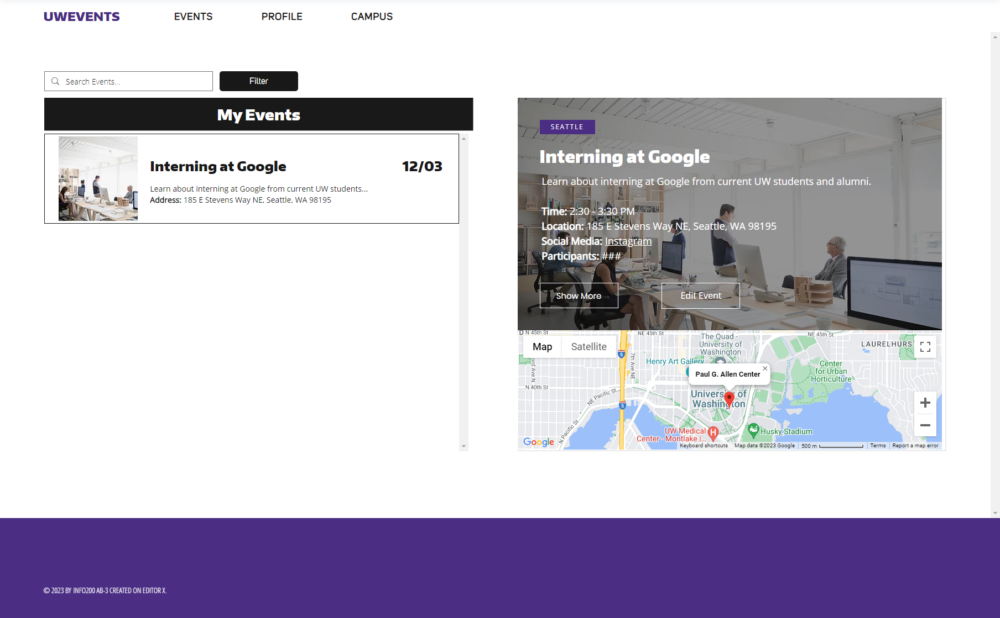 UWEVENTS
EVENTS
PROFILE
CAMPUS
Search Events...
Filter
My Events
Interning at Google
12/03
Learn about interning at Google from current UW students...
Address: 185 E Stevens Way NE, Seattle, WA 98195
SEATTLE
Interning at Google
Learn about interning at Google from current UW students and alumni.
Time: 2:30 - 3:30 PM
Location: 185 E Stevens Way NE, Seattle, WA 98195
Social Media: Instagram
Participants: ###
Show More
Edit Event
N 45th St
NE 45th St
NE 45th St
Map
Satellite
5
7th Ave NE
The Quad -
University of
Washington
LAURELHURS
Henry Art Gallery
Paul G. Allen Center
Center
for Urban
Horticulture
N 40th St
NE Pacific St
5
University of
Washington
N Pacific St
UW Medical
Center - Montlake |...
H
Husky Stadium
Google
Keyboard shortcuts
Map data ©2023 Google
500 m
Terms
Report a map error
© 2023 BY INFO200 AB-3 CREATED ON EDITOR X.